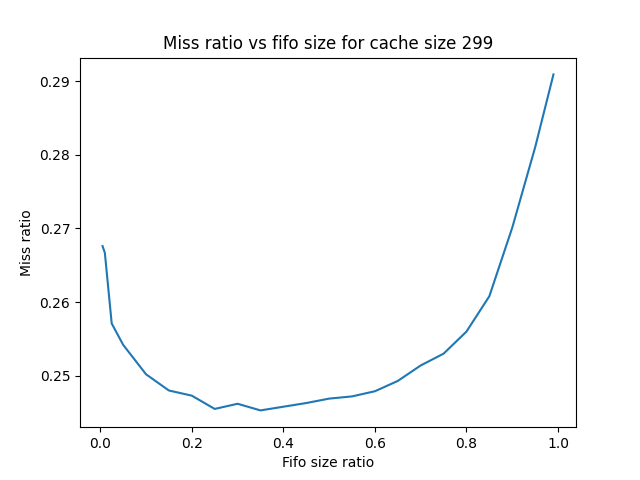 Miss ratio vs fifo size for cache size 299
0.29
0.28
0.27
0.26
0.25
Miss ratio
0.0 0.2 0.4 0.6 0.8 1.0
Fifo size ratio